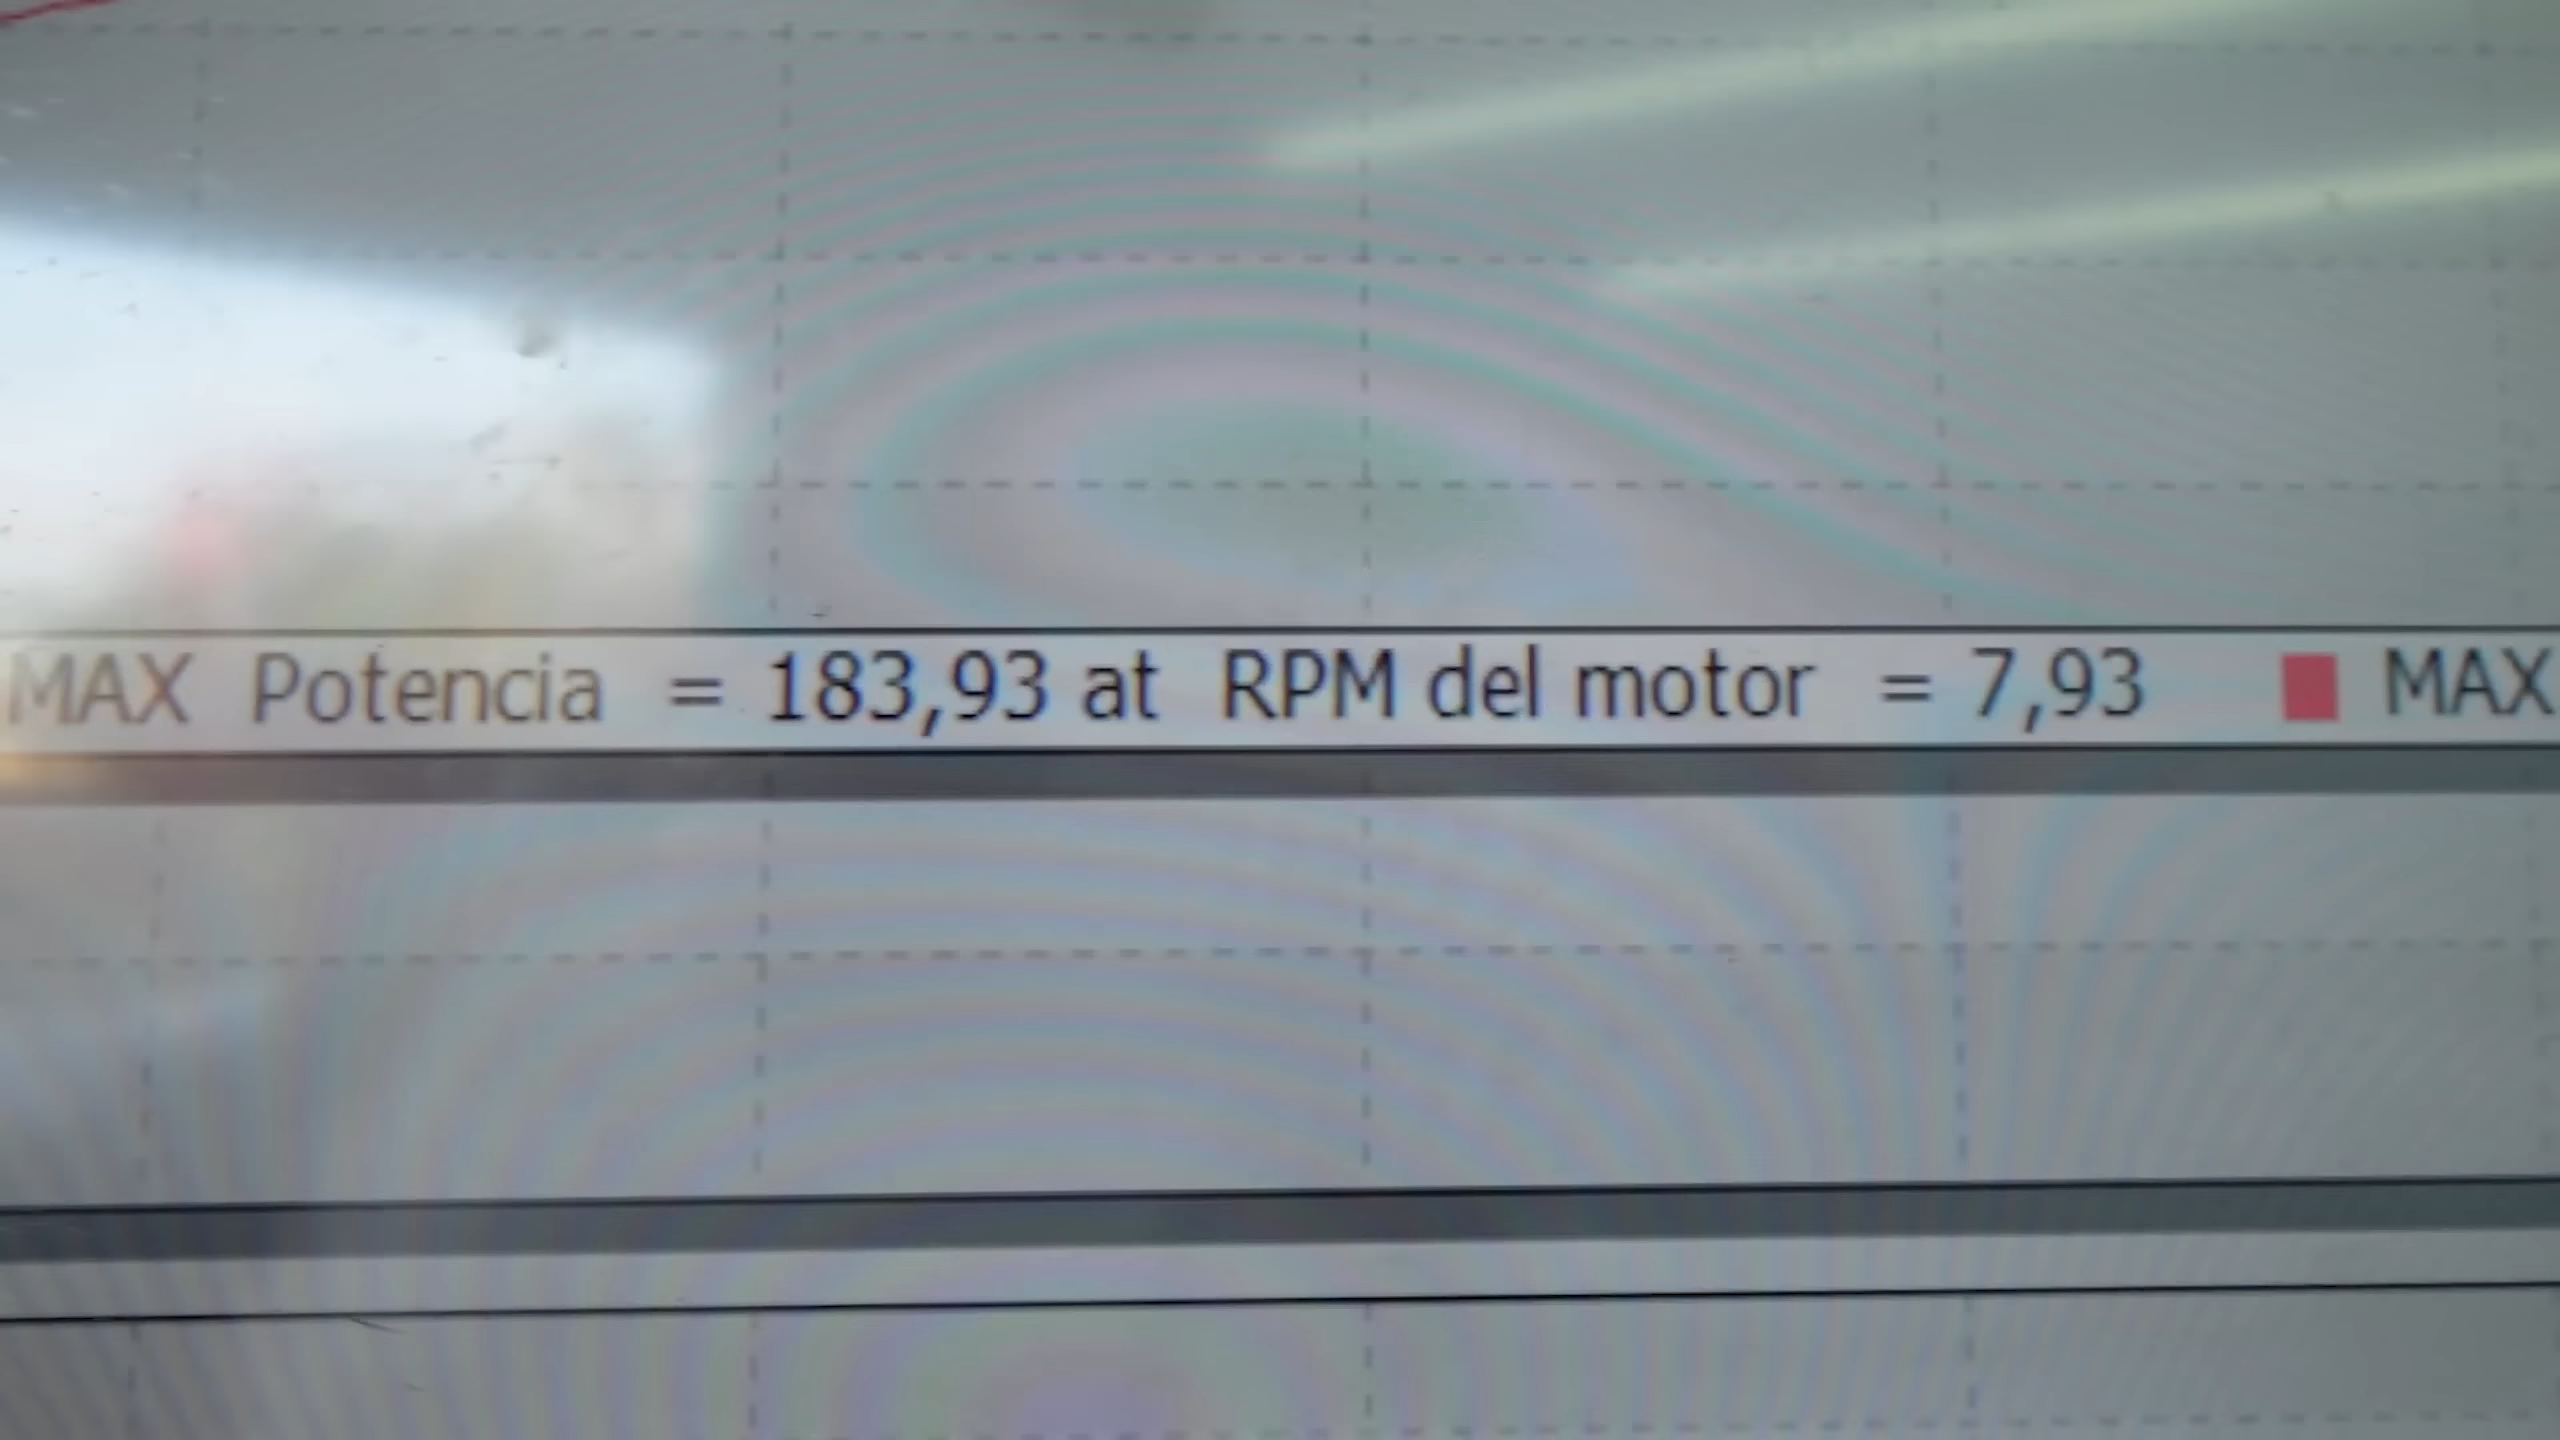 MAX Potencia = 183,93 at RPM del motor = 7,93 MAX